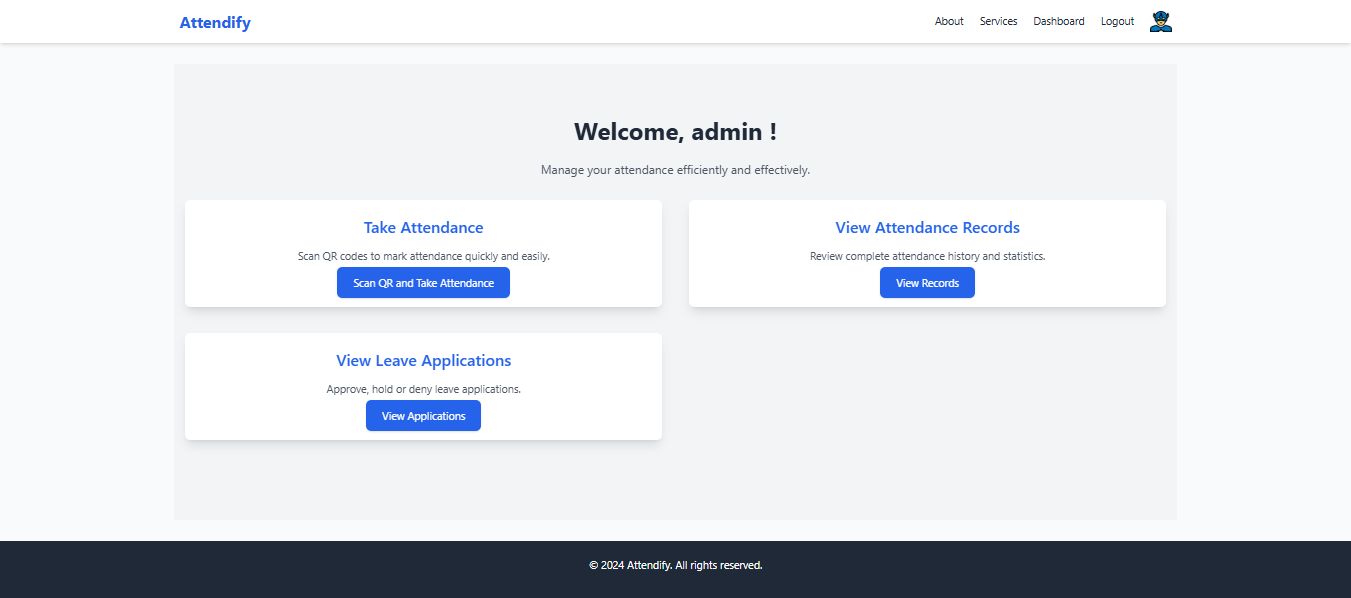 Attendify
About
Services
Dashboard
Logout
Welcome, admin !
Manage your attendance efficiently and effectively.
Take Attendance
Scan QR codes to mark attendance quickly and easily.
Scan QR and Take Attendance
View Attendance Records
Review complete attendance history and statistics.
View Records
View Leave Applications
Approve, hold or deny leave applications.
View Applications
© 2024 Attendify. All rights reserved.